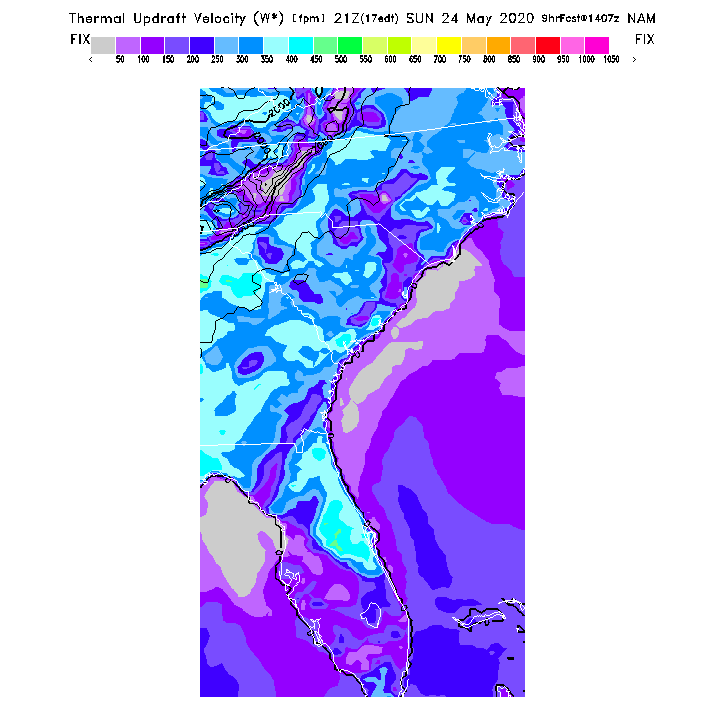 Thermal Updraft Velocity (W*) [fpm] 21Z(17edt) SUN 24 May 2020 9hrFcst@1407z NAM
FIX FIX
< 50 100 150 200 250 300 350 400 450 500 550 600 650 700 750 800 850 900 950 1000 1050 >
2000